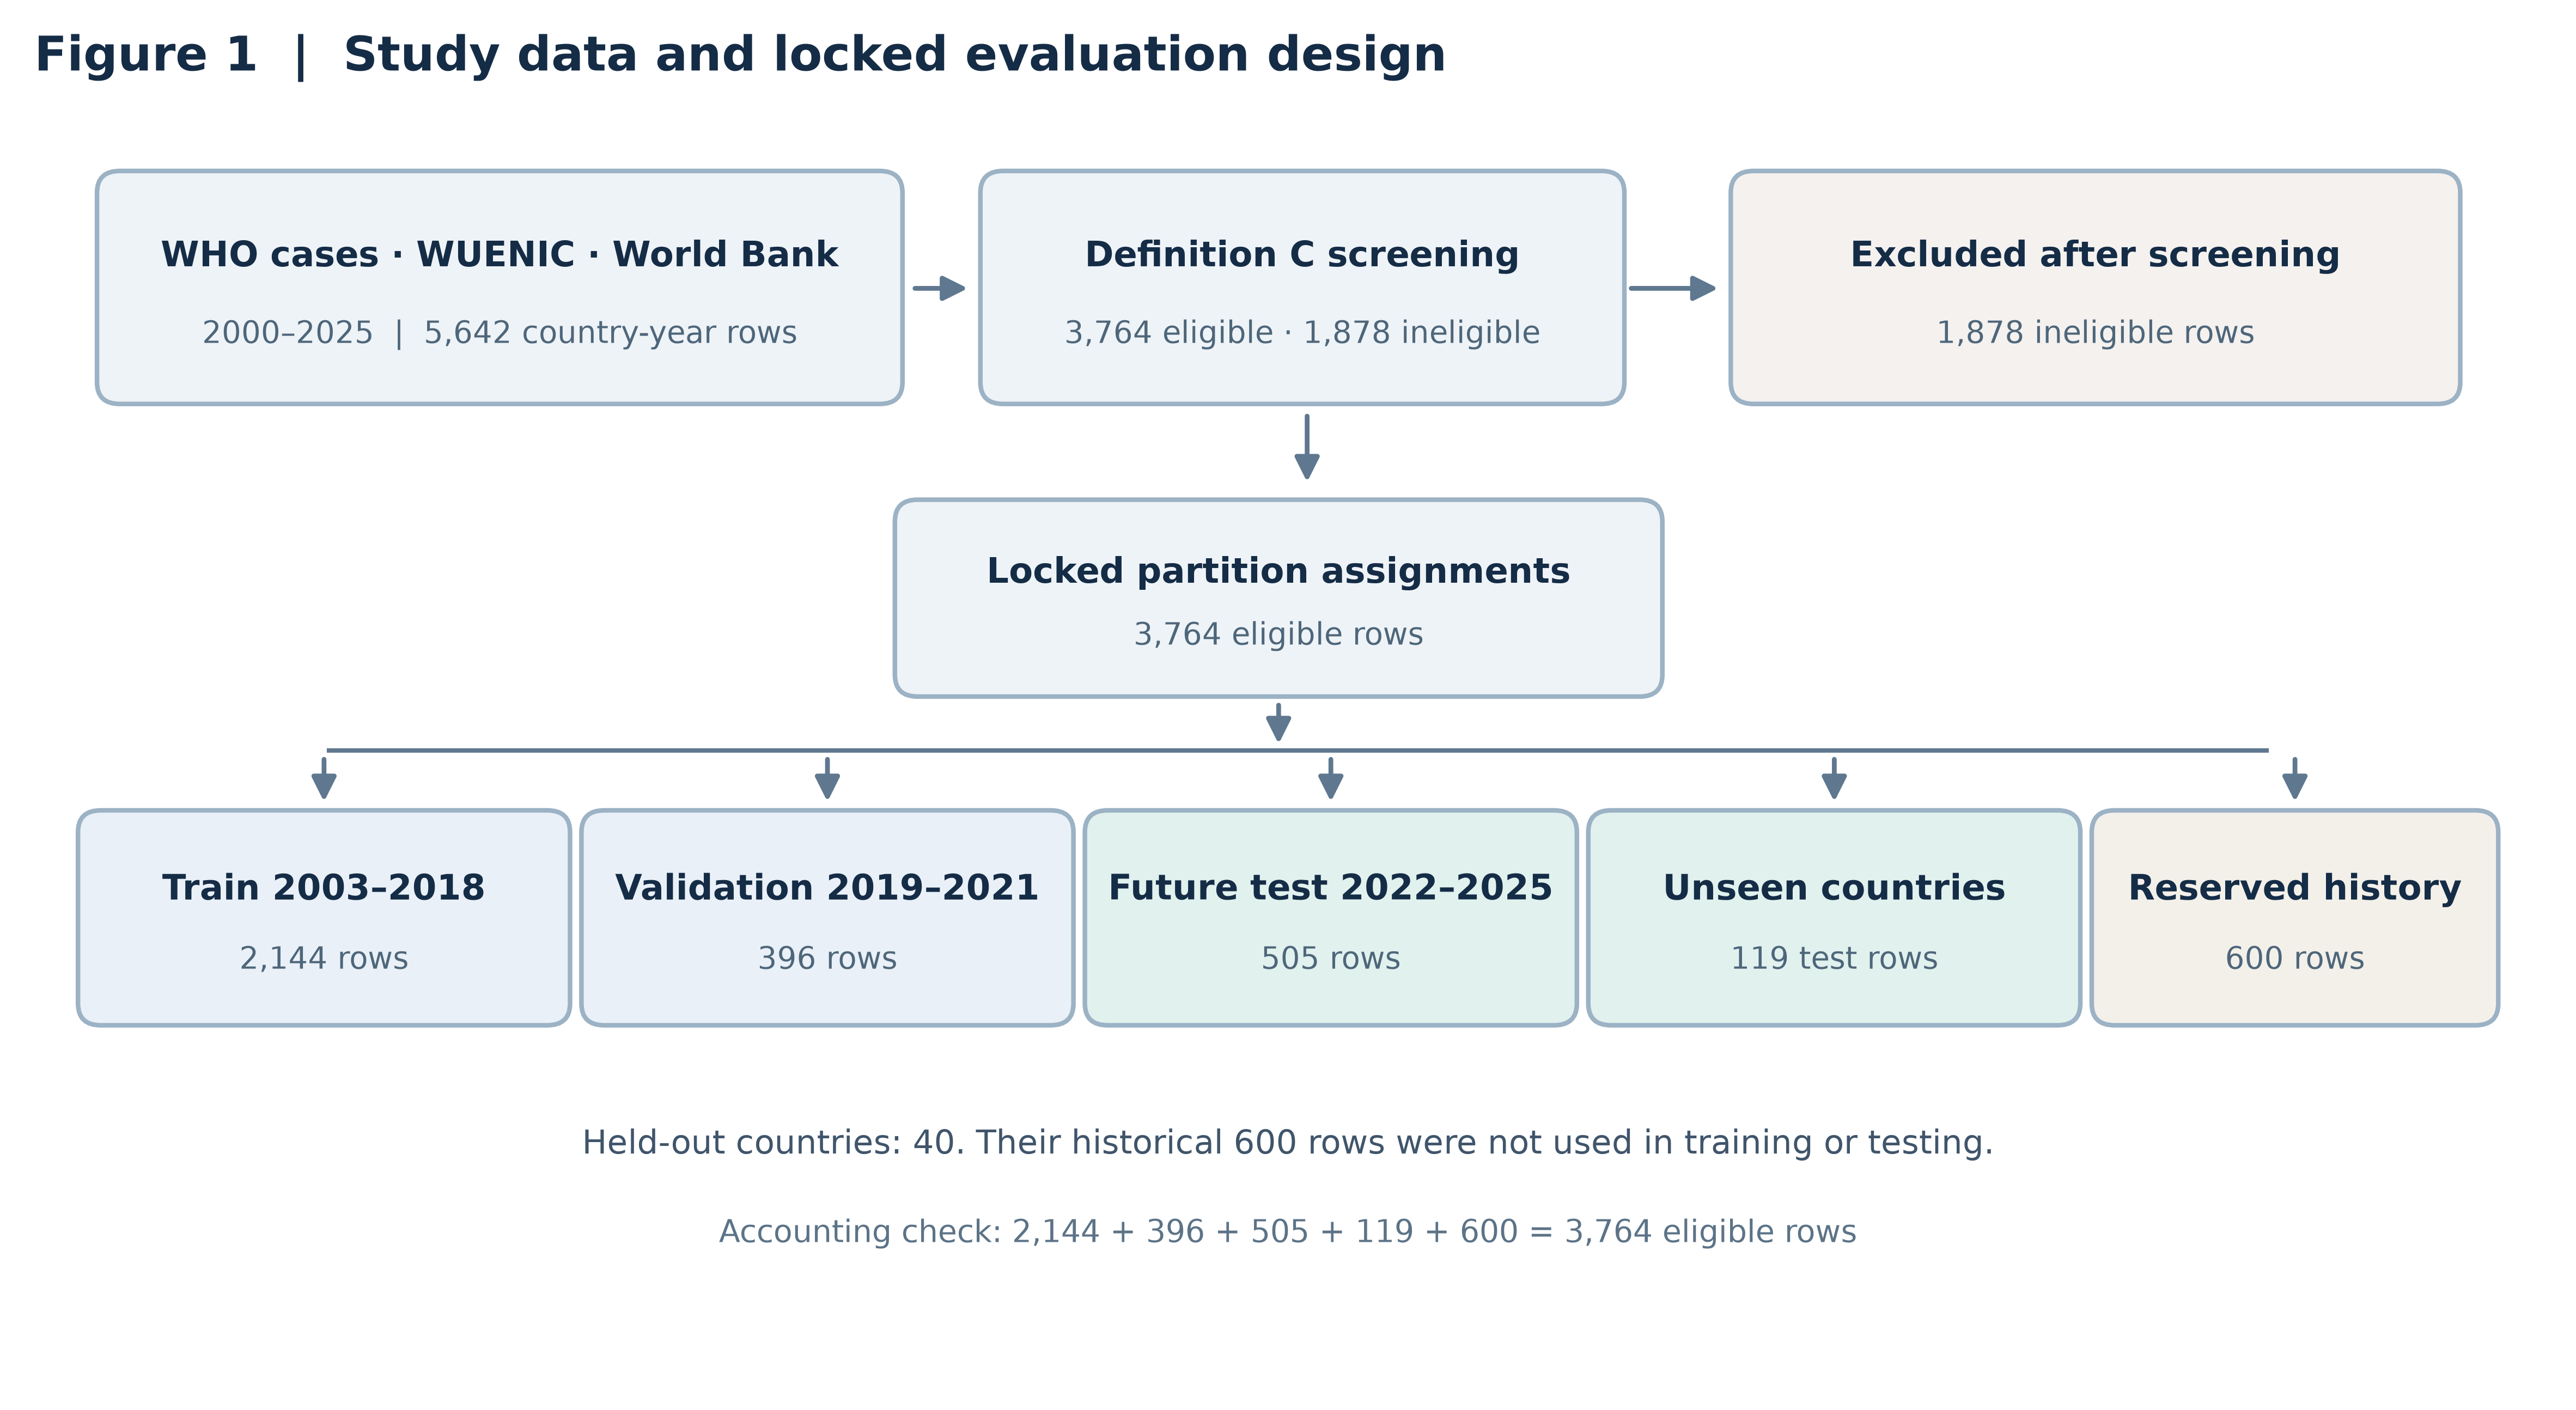 Figure 1 | Study data and locked evaluation design
WHO cases · WUENIC · World Bank
2000–2025 | 5,642 country-year rows
Definition C screening
3,764 eligible · 1,878 ineligible
Excluded after screening
1,878 ineligible rows
Locked partition assignments
3,764 eligible rows
Train 2003–2018
2,144 rows
Validation 2019–2021
396 rows
Future test 2022–2025
505 rows
Unseen countries
119 test rows
Reserved history
600 rows
Held-out countries: 40. Their historical 600 rows were not used in training or testing.
Accounting check: 2,144 + 396 + 505 + 119 + 600 = 3,764 eligible rows